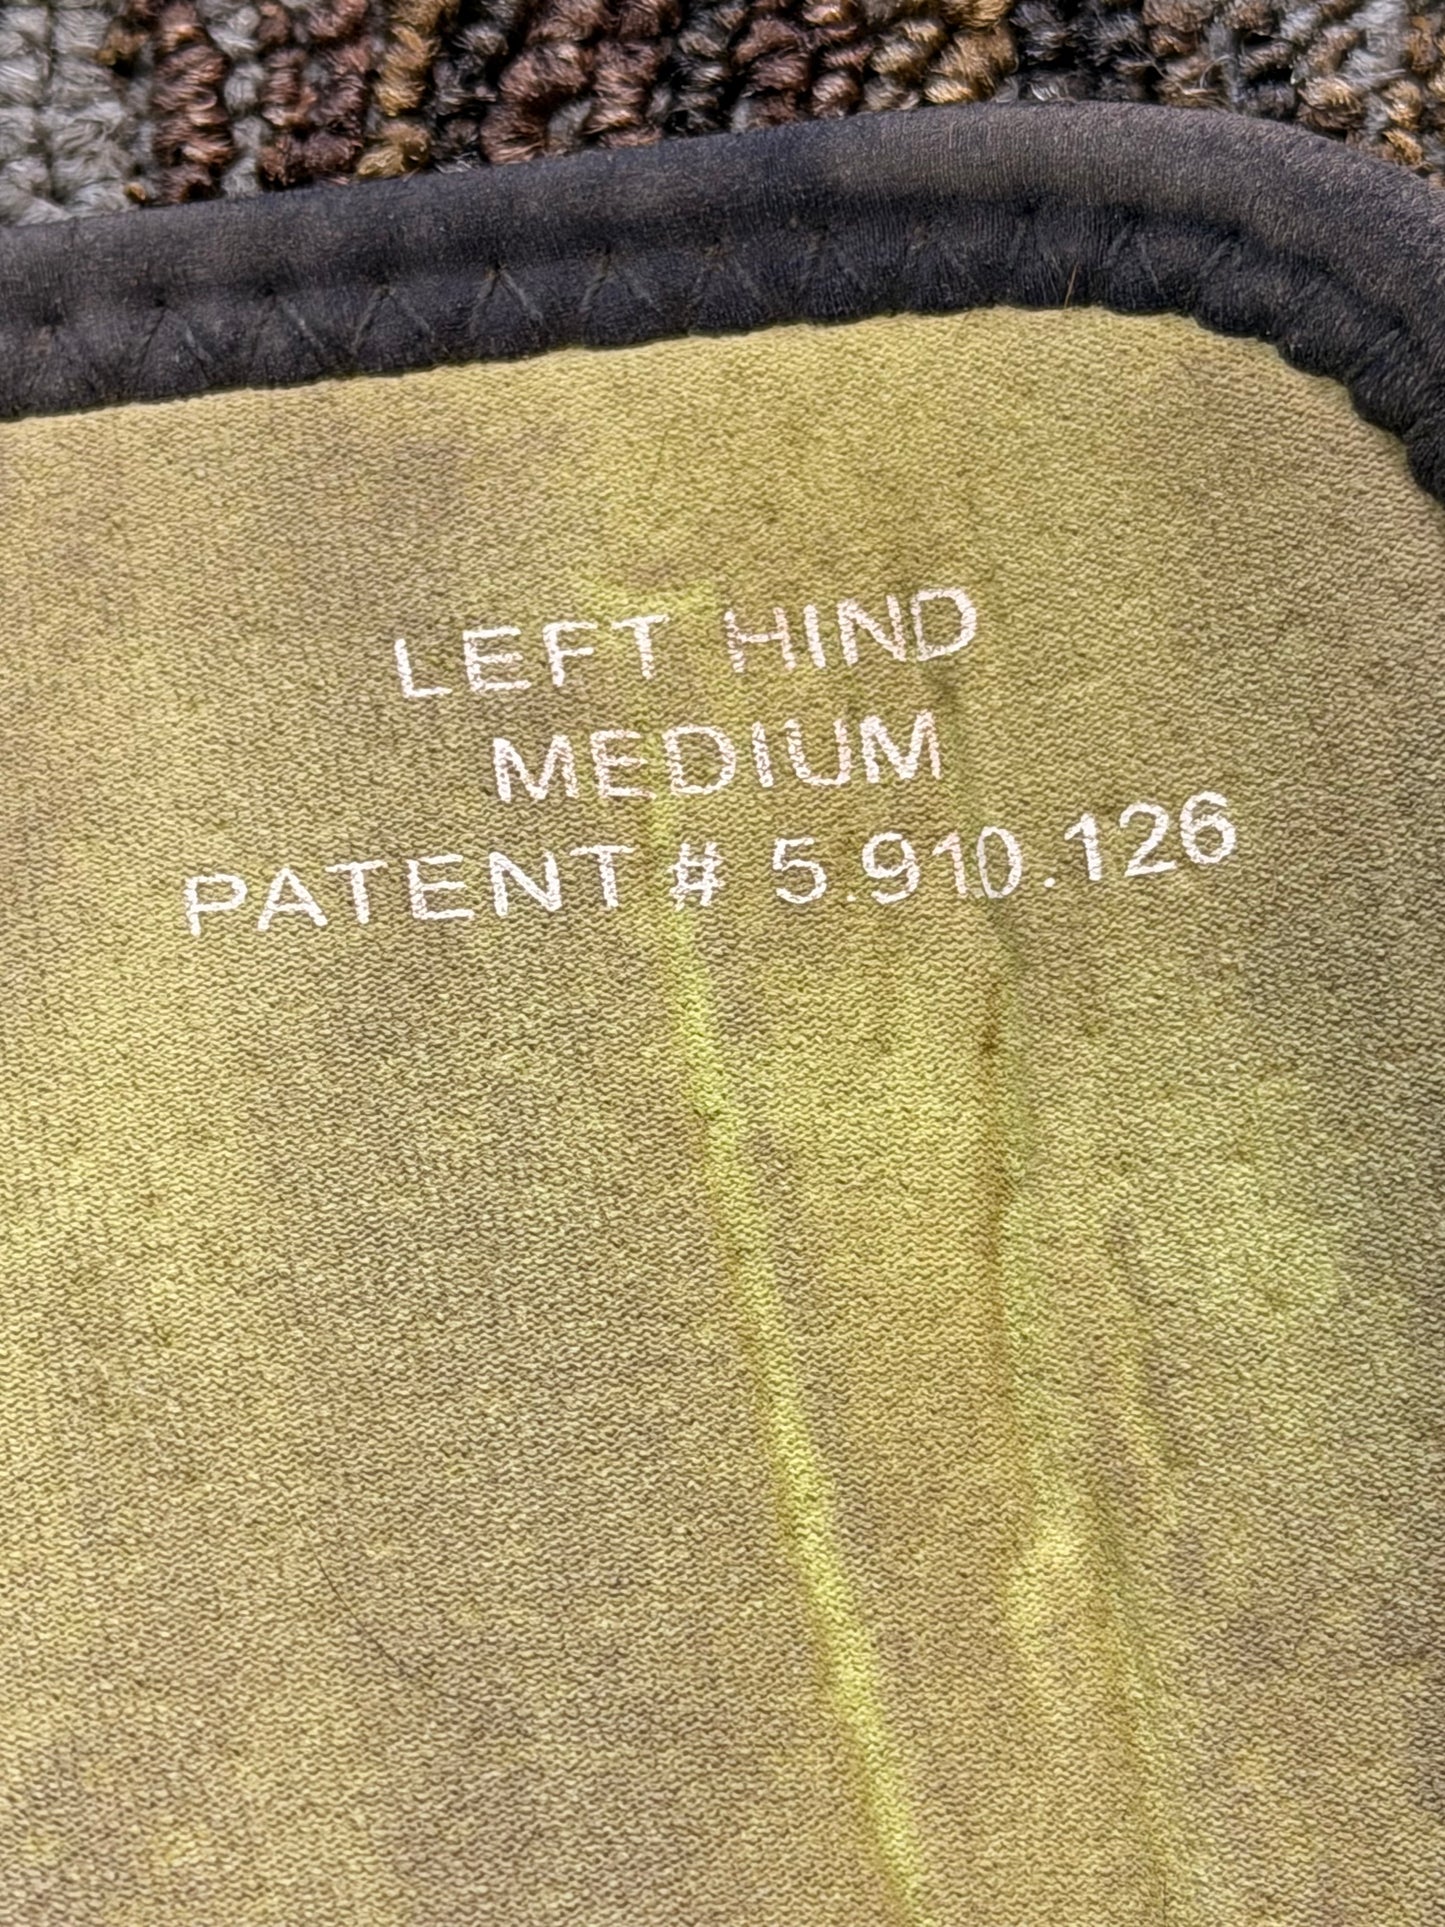 LEFT HIND
MEDIUM
PATENT # 5.910.126